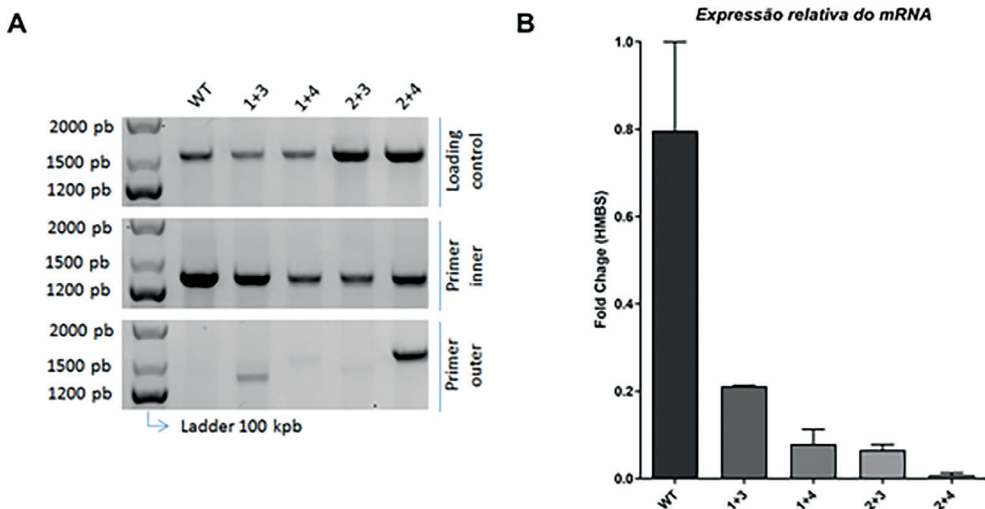 A
WT 1+3 1+4 2+3 2+4
2000 pb
1500 pb
1200 pb
Loading control
2000 pb
1500 pb
1200 pb
Primer inner
2000 pb
1500 pb
1200 pb
Primer outer
Ladder 100 kpb
B
Expressão relativa do mRNA
Fold Chage (HMBS)
1.0
0.8
0.6
0.4
0.2
0.0
WT 1+3 1+4 2+3 2+4